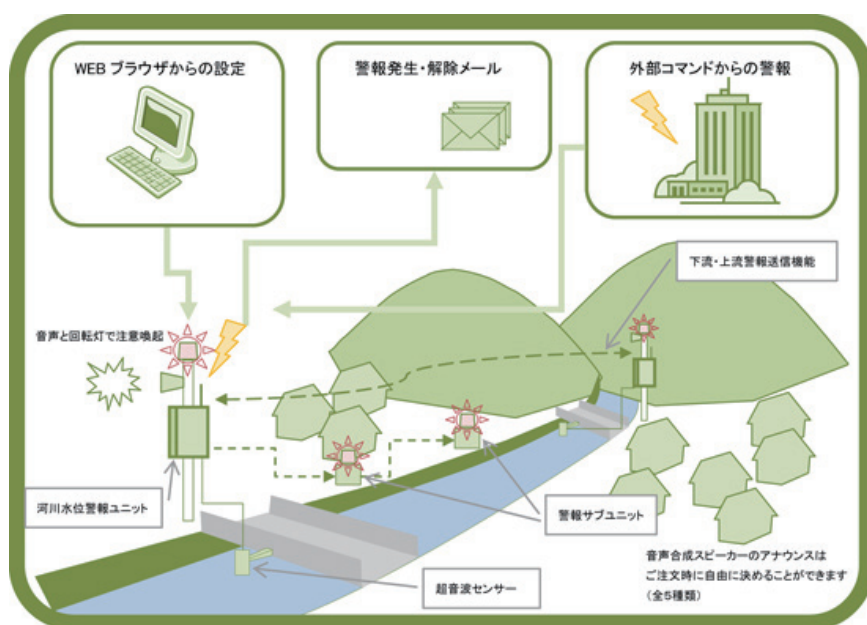 WEB ブラウザからの設定
警報発生・解除メール
外部コマンドからの警報
下流・上流警報送信機能
音声と回転灯で注意喚起
河川水位警報ユニット
警報サブユニット
超音波センサー
音声合成スピーカーのアナウンスは
ご注文時に自由に決めることができます
（全5種類）